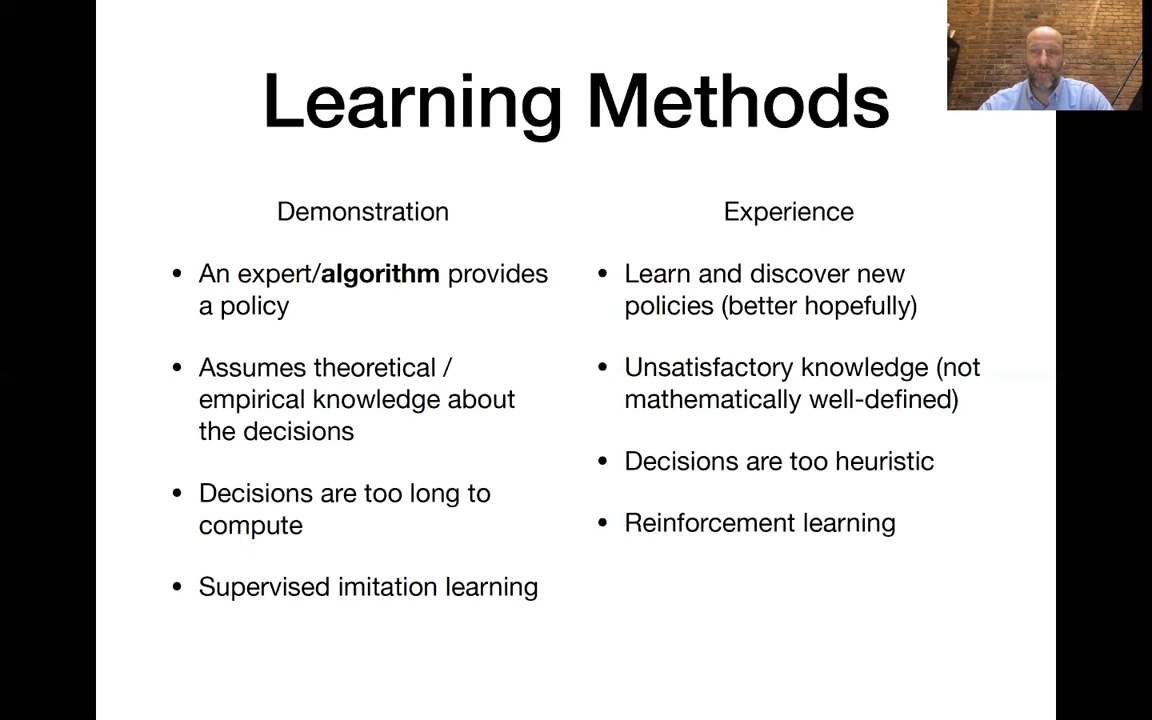 Learning Methods
Demonstration
• An expert/algorithm provides
a policy
• Assumes theoretical /
empirical knowledge about
the decisions
• Decisions are too long to
compute
• Supervised imitation learning
Experience
• Learn and discover new
policies (better hopefully)
• Unsatisfactory knowledge (not
mathematically well-defined)
• Decisions are too heuristic
• Reinforcement learning